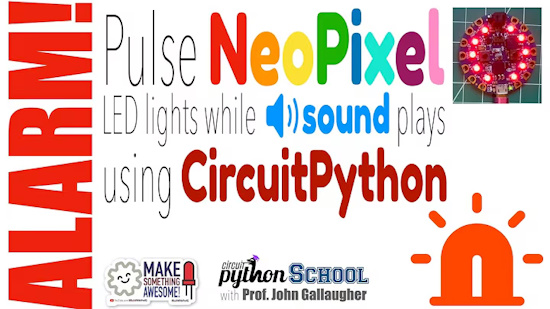 ALARM!
Pulse NeoPixel
LED lights while sound plays
using CircuitPython
MAKE
SOMETHING
AWESOME!
circuit
python SCHOOL
with Prof. John Gallaugher